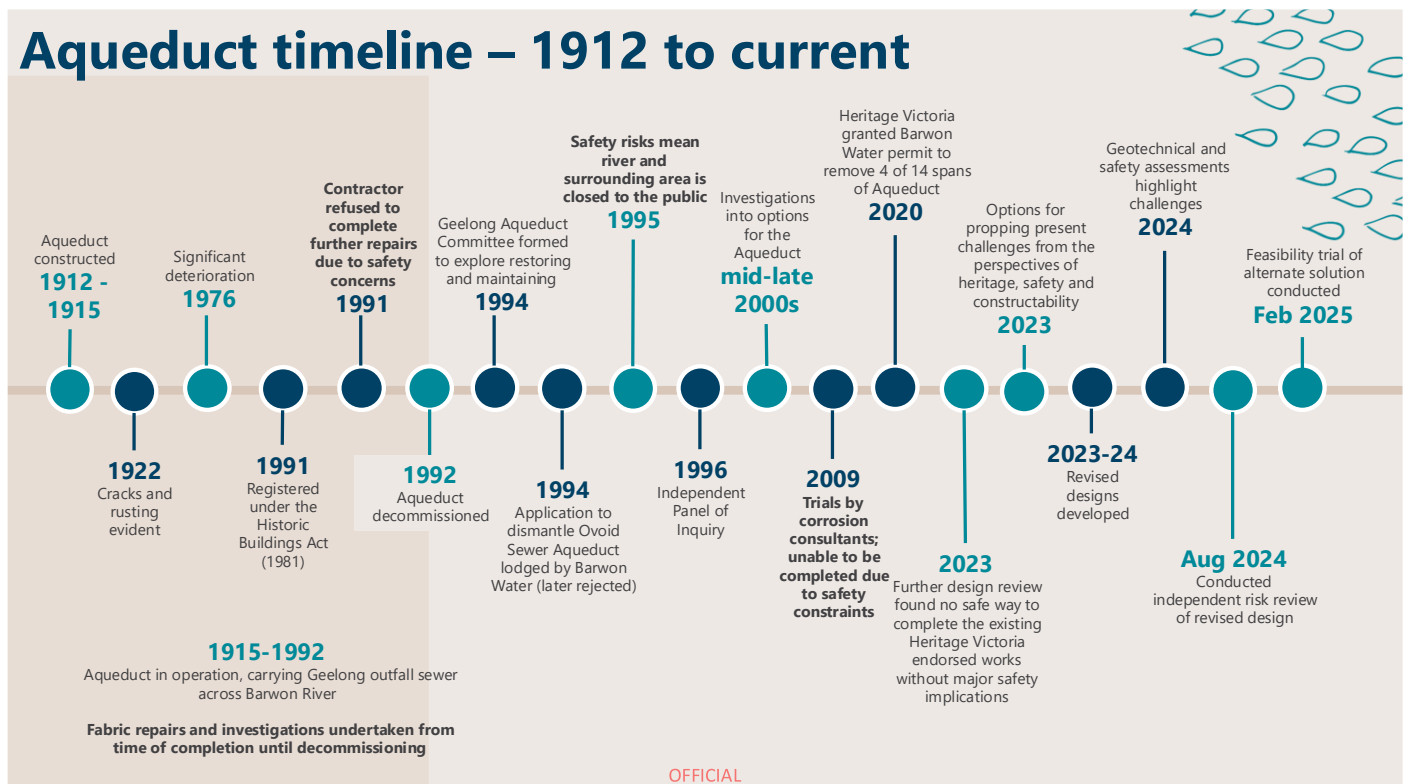 Aqueduct timeline – 1912 to current
Aqueduct
constructed
1912 -
1915
1922
Cracks and
rusting
evident
Significant
deterioration
1976
1991
Registered
under the
Historic
Buildings Act
(1981)
Contractor
refused to
complete
further repairs
due to safety
concerns
1991
1992
Aqueduct
decommissioned
Geelong Aqueduct
Committee formed
to explore restoring
and maintaining
1994
1994
Application to
dismantle Ovoid
Sewer Aqueduct
lodged by Barwon
Water (later rejected)
Safety risks mean
river and
surrounding area is
closed to the public
1995
1996
Independent
Panel of
Inquiry
Investigations
into options
for the
Aqueduct
mid-late
2000s
2009
Trials by
corrosion
consultants;
unable to be
completed due
to safety
constraints
Heritage Victoria
granted Barwon
Water permit to
remove 4 of 14 spans
of Aqueduct
2020
2023
Further design review
found no safe way to
complete the existing
Heritage Victoria
endorsed works
without major safety
implications
Options for
propping present
challenges from the
perspectives of
heritage, safety and
constructability
2023
2023-24
Revised
designs
developed
Geotechnical and
safety assessments
highlight
challenges
2024
Aug 2024
Conducted
independent risk review
of revised design
Feasibility trial of
alternate solution
conducted
Feb 2025
1915-1992
Aqueduct in operation, carrying Geelong outfall sewer
across Barwon River
Fabric repairs and investigations undertaken from
time of completion until decommissioning
OFFICIAL